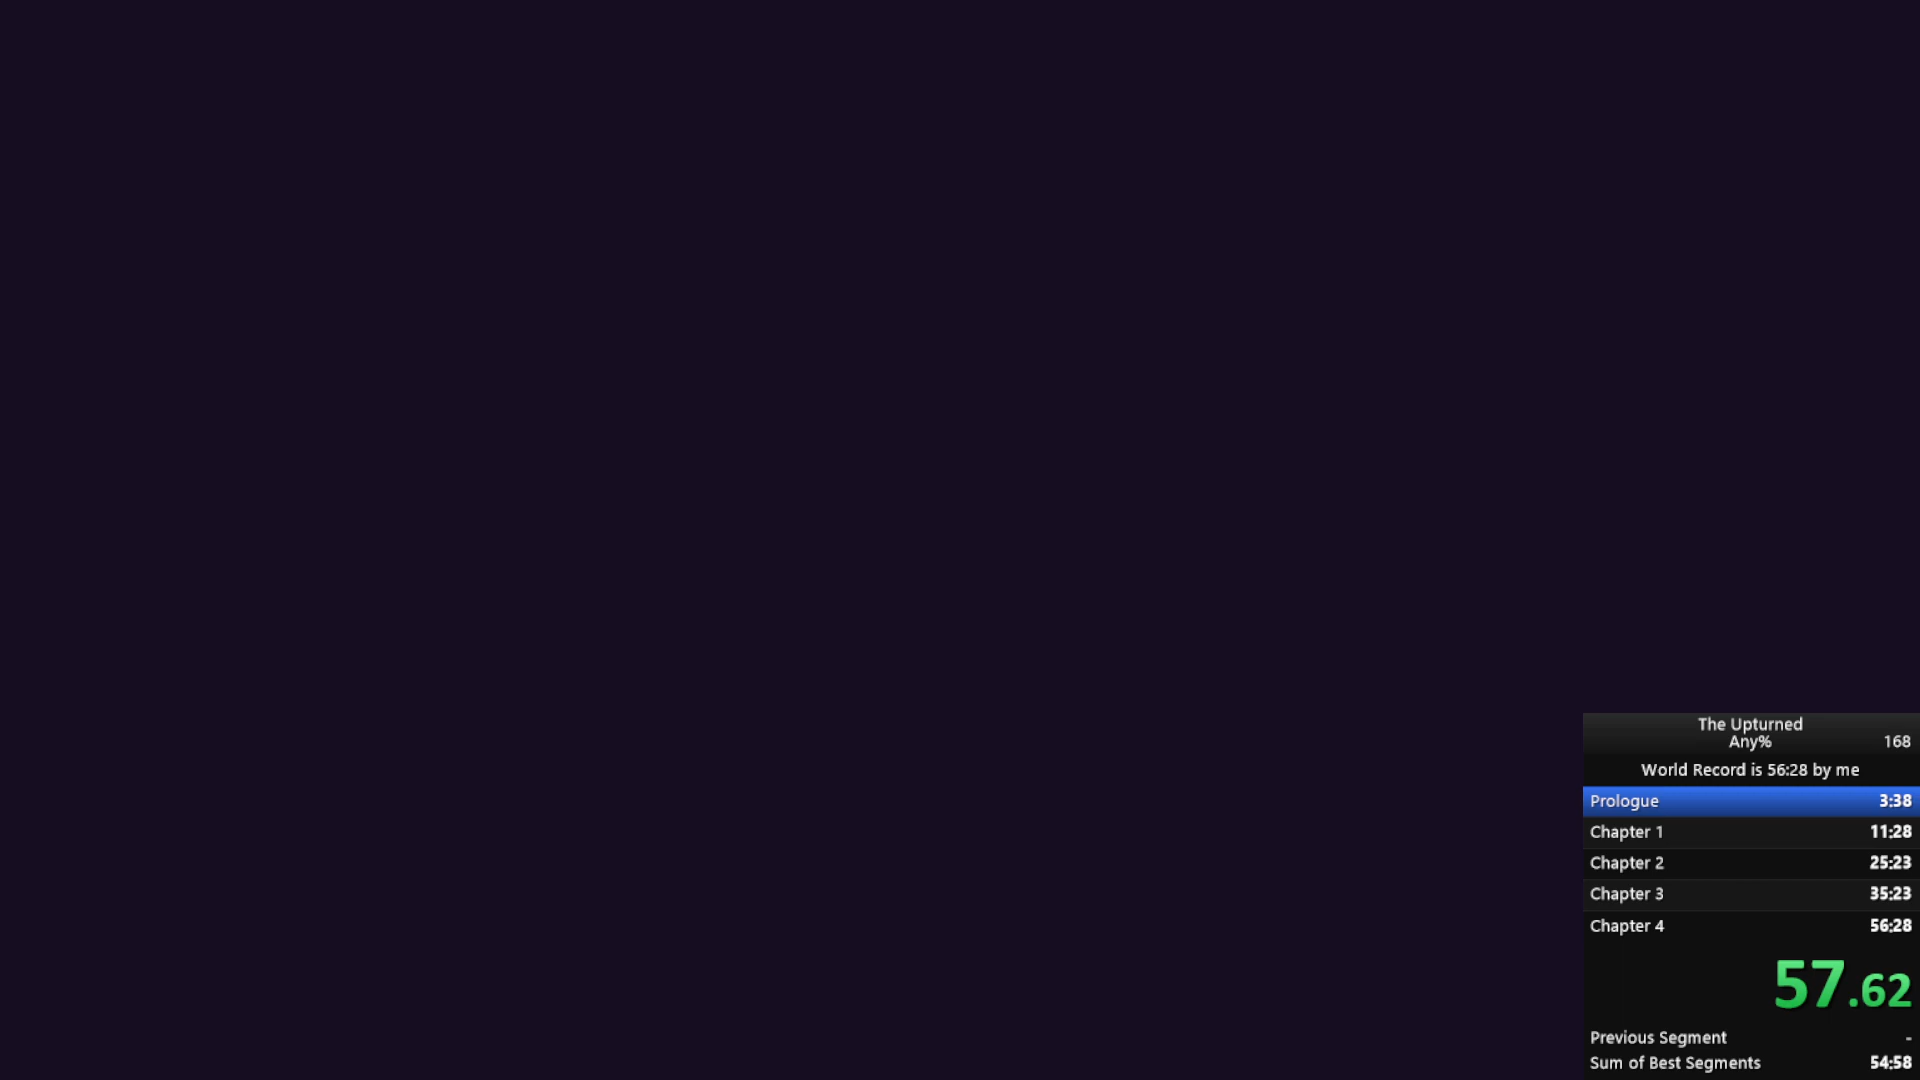 The Upturned
Any% 168
World Record is 56:28 by me
Prologue 3:38
Chapter 1 11:28
Chapter 2 25:23
Chapter 3 35:23
Chapter 4 56:28
57.62
Previous Segment -
Sum of Best Segments 54:58